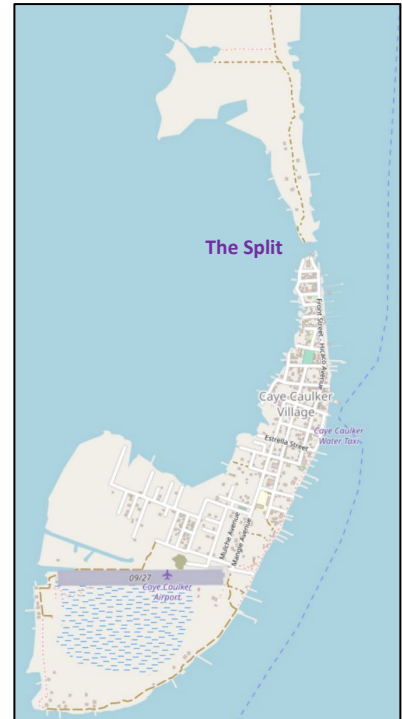 The Split
Front Street - Hicaco Avenue
Caye Caulker
Village
Caye Caulker
Water Taxi
Estrella Street
Muliche Avenue
Mangle Avenue
09/27
Caye Caulker
Airport